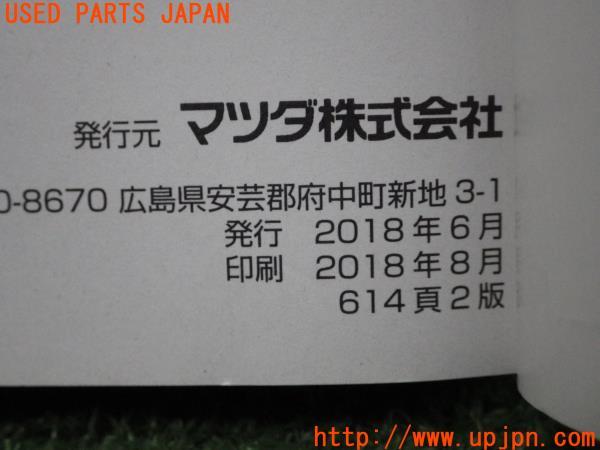 USED PARTS JAPAN
発行元 マツダ株式会社
0-8670 広島県安芸郡府中町新地 3-1
発行 2018年6月
印刷 2018年8月
614頁2版
http://www.upjpn.com/